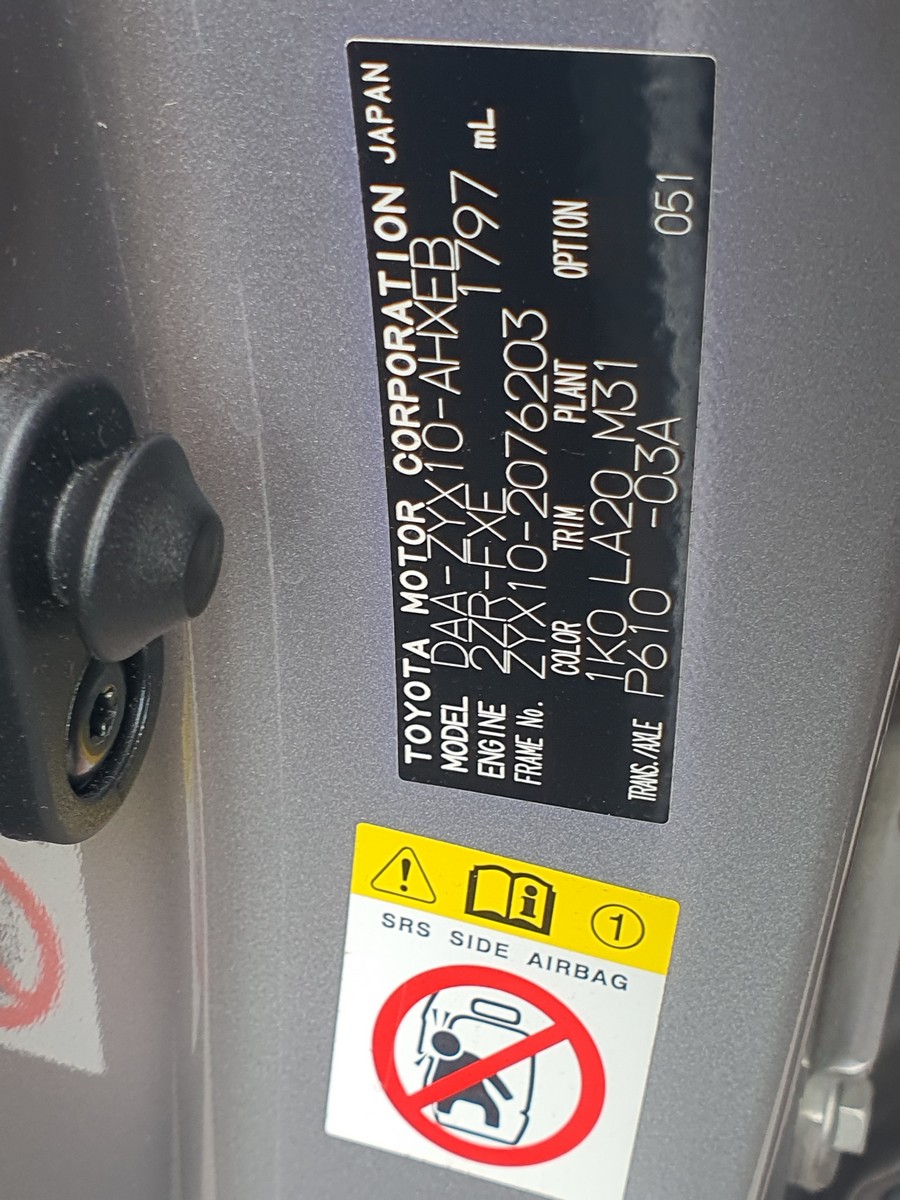 TOYOTA MOTOR CORPORATION JAPAN
MODEL DAA-ZYX10-AHXEB
ENGINE 2ZR-FXE 1797 mL
FRAME No. ZYX10-2076203
COLOR TRIM PLANT OPTION
1K0 LA20 M31
TRANS./AXLE P610 -03A 051
1
SRS SIDE AIRBAG